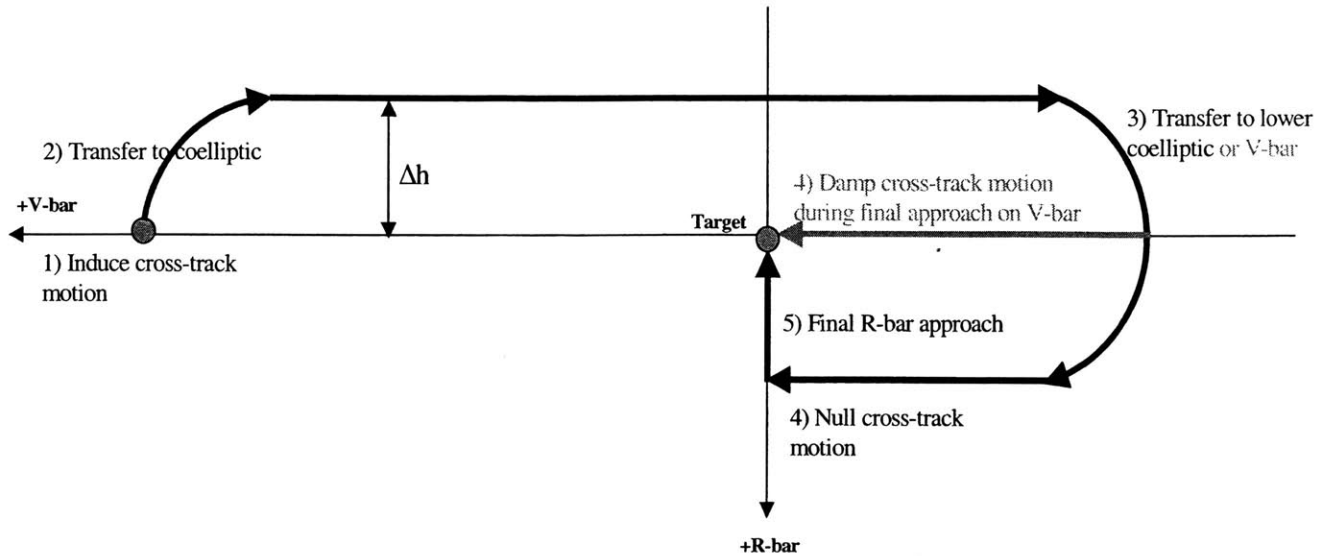 2) Transfer to coelliptic
+V-bar
1) Induce cross-track
motion
Δh
Target
3) Transfer to lower
coelliptic or V-bar
4) Damp cross-track motion
during final approach on V-bar
5) Final R-bar approach
4) Null cross-track
motion
+R-bar